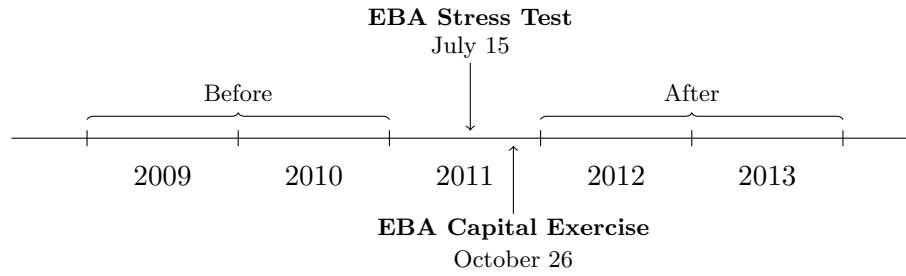 EBA Stress Test
July 15
Before
After
2009 2010 2011 2012 2013
EBA Capital Exercise
October 26